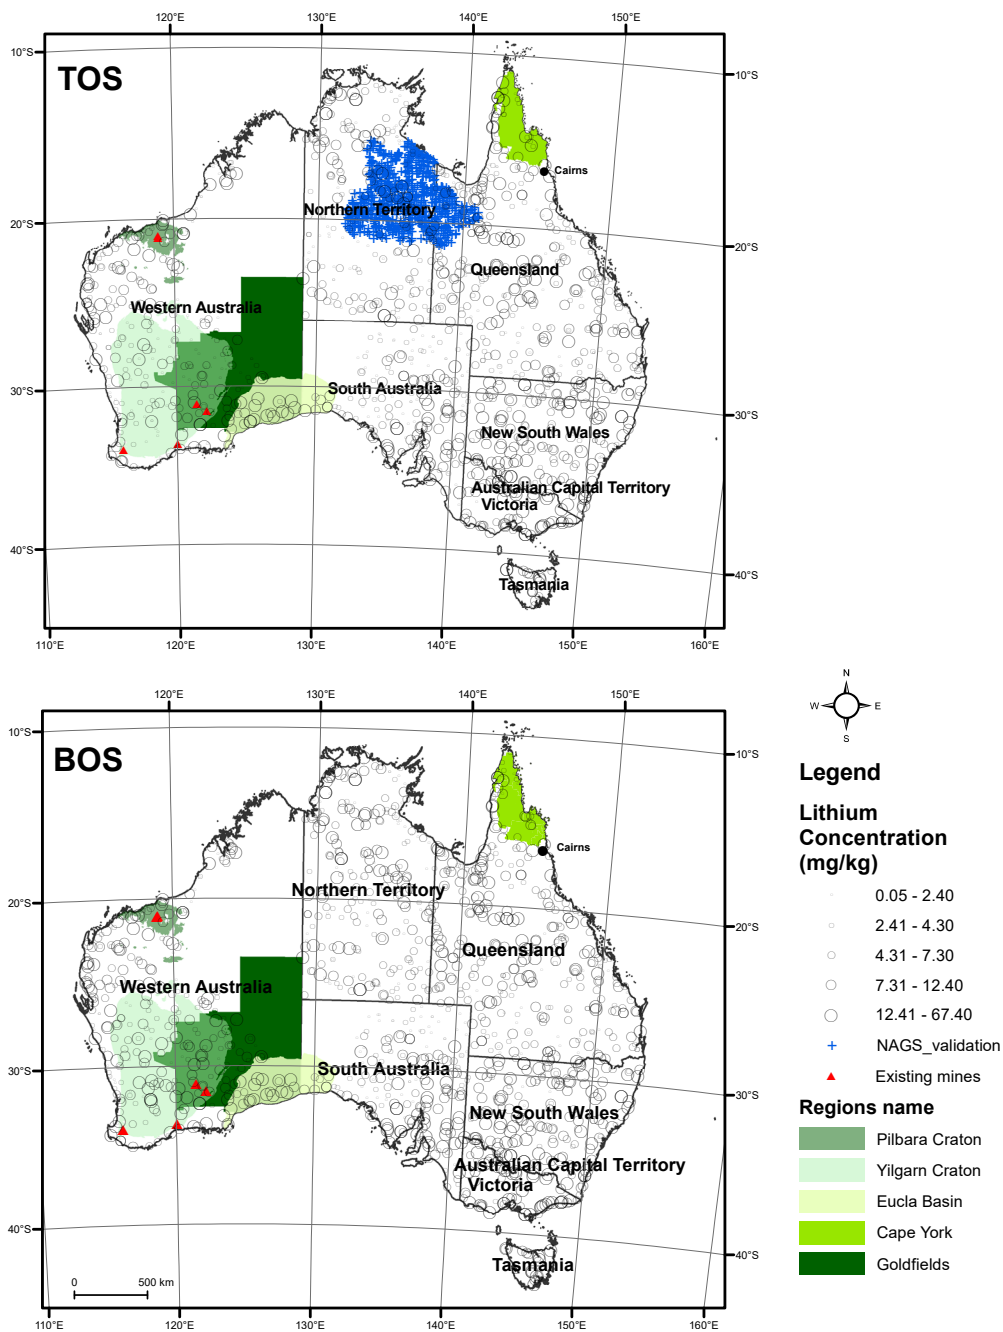 120°E
130°E
140°E
150°E
10°S
10°S
TOS
Cairns
Northern Territory
20°S
20°S
Queensland
Western Australia
30°S
South Australia
30°S
New South Wales
Australian Capital Territory
Victoria
40°S
40°S
Tasmania
110°E
120°E
130°E
140°E
150°E
160°E
120°E
130°E
140°E
150°E
10°S
10°S
BOS
Cairns
Northern Territory
20°S
20°S
Queensland
Western Australia
30°S
South Australia
30°S
New South Wales
Australian Capital Territory
Victoria
40°S
40°S
Tasmania
0 500 km
110°E
120°E
130°E
140°E
150°E
160°E
N
W E
S
Legend
Lithium
Concentration
(mg/kg)
0.05 - 2.40
2.41 - 4.30
4.31 - 7.30
7.31 - 12.40
12.41 - 67.40
NAGS_validation
Existing mines
Regions name
Pilbara Craton
Yilgarn Craton
Eucla Basin
Cape York
Goldfields